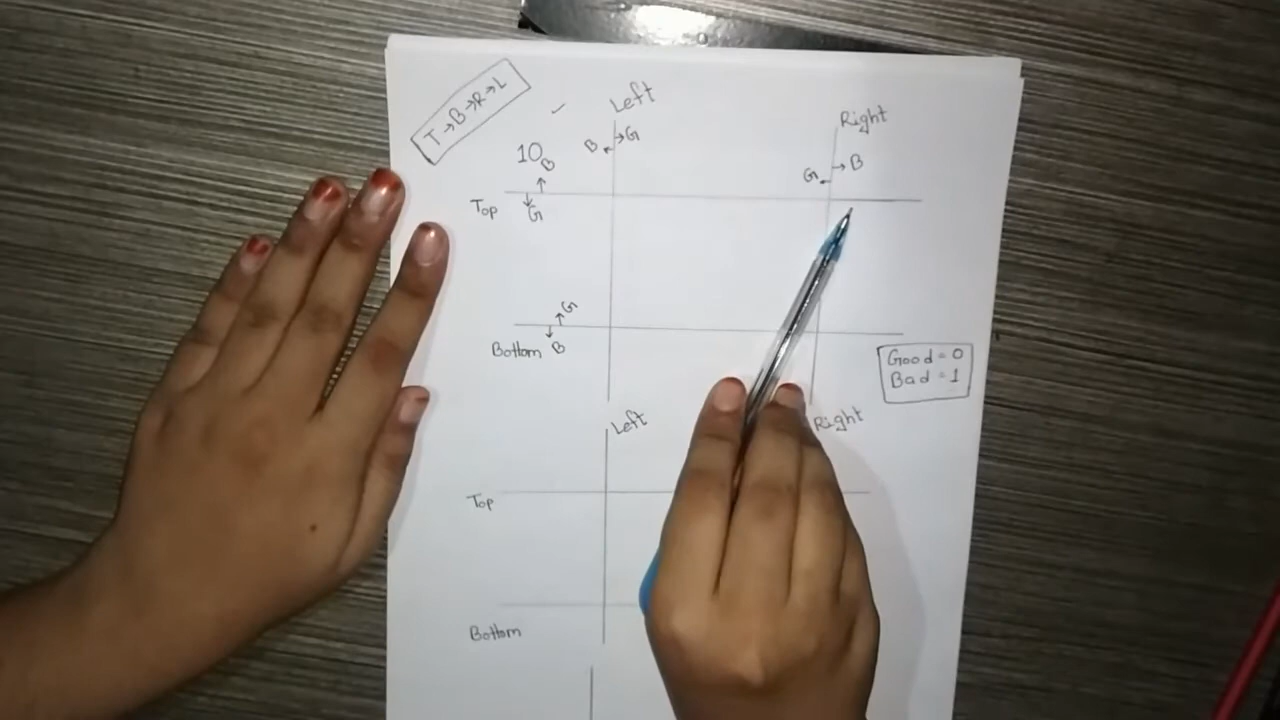 T→B→R→L
Left
Right
10
B
B →G
G →B
Top
G
G
Bottom B
Good = 0
Bad = 1
Left
Right
Top
Bottom